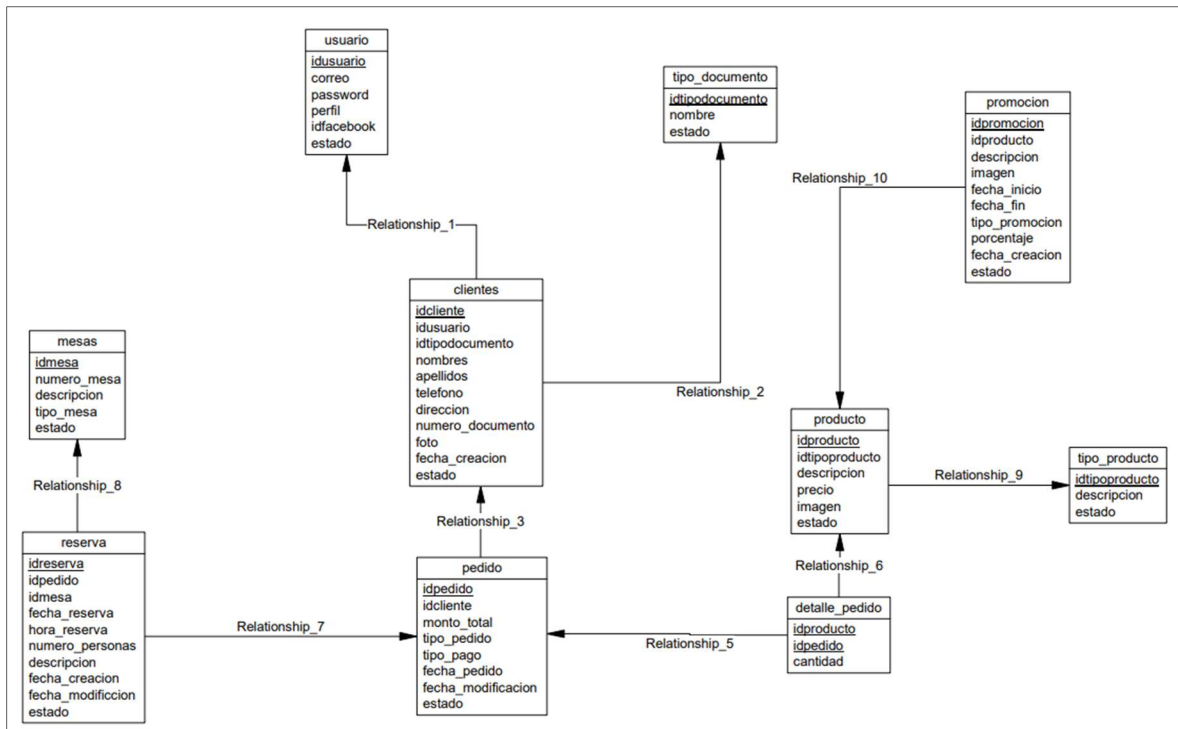 usuario
idusuario
correo
password
perfil
idfacebook
estado
tipo_documento
idtipodocumento
nombre
estado
promocion
idpromocion
idproducto
descripcion
imagen
fecha_inicio
fecha_fin
tipo_promocion
porcentaje
fecha_creacion
estado
Relationship_10
Relationship_1
clientes
idcliente
idusuario
idtipodocumento
nombres
apellidos
telefono
direccion
numero_documento
foto
fecha_creacion
estado
Relationship_2
mesas
idmesa
numero_mesa
descripcion
tipo_mesa
estado
producto
idproducto
idtipoproducto
descripcion
precio
imagen
estado
Relationship_9
tipo_producto
idtipoproducto
descripcion
estado
Relationship_8
Relationship_3
reserva
idreserva
idpedido
idmesa
fecha_reserva
hora_reserva
numero_personas
descripcion
fecha_creacion
fecha_modificcion
estado
Relationship_7
pedido
idpedido
idcliente
monto_total
tipo_pedido
tipo_pago
fecha_pedido
fecha_modificacion
estado
Relationship_5
Relationship_6
detalle_pedido
idproducto
idpedido
cantidad